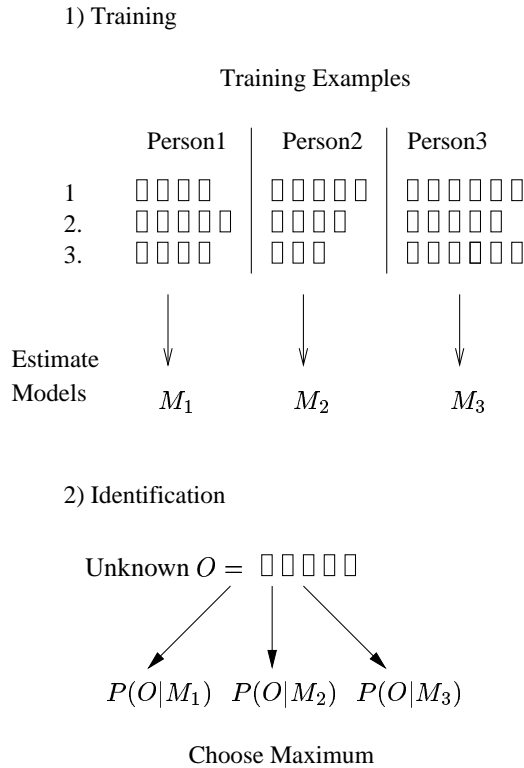 1) Training
Training Examples
Person1 Person2 Person3
1
2.
3.
Estimate
Models
M₁ M₂ M₃
2) Identification
Unknown O =
P(O|M₁) P(O|M₂) P(O|M₃)
Choose Maximum